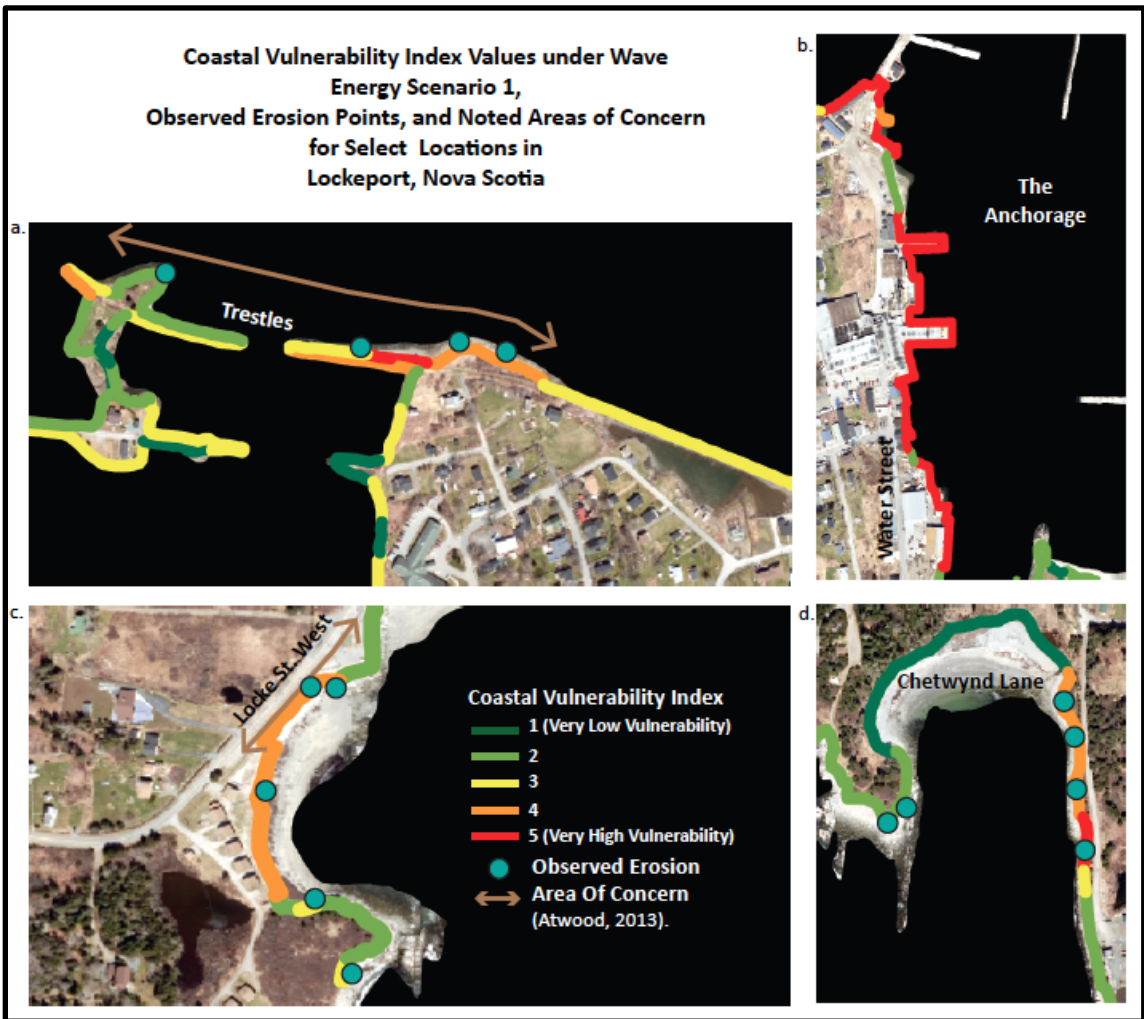 Coastal Vulnerability Index Values under Wave
Energy Scenario 1,
Observed Erosion Points, and Noted Areas of Concern
for Select Locations in
Lockeport, Nova Scotia
a.
Trestles
b.
The
Anchorage
Water Street
c.
Locke St. West
Coastal Vulnerability Index
1 (Very Low Vulnerability)
2
3
4
5 (Very High Vulnerability)
Observed Erosion
Area Of Concern
(Atwood, 2013).
d.
Chetwynd Lane